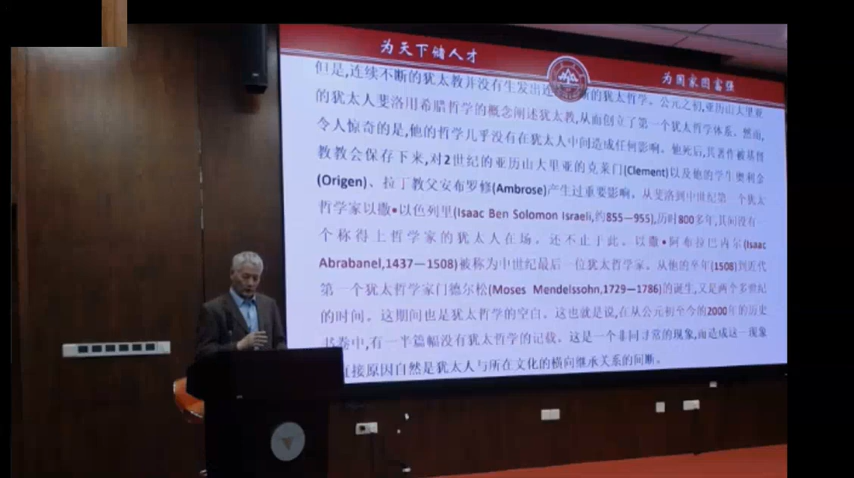 为天下储人才
为国家图富强
但是,连续不断的犹太教并没有生发出连续不断的犹太哲学。公元之初,亚历山大里亚
的犹太人斐洛用希腊哲学的概念阐述犹太教,从而创立了第一个犹太哲学体系。然而,
令人惊奇的是,他的哲学几乎没有在犹太人中间造成任何影响。他死后,其著作被基督
教教会保存下来,对2世纪的亚历山大里亚的克莱门(Clement)以及他的学生奥利金
(Origen)、拉丁教父安布罗修(Ambrose)产生过重要影响。从斐洛到中世纪第一个犹太
哲学家以撒•以色列里(Isaac Ben Solomon Israeli,约855—955),历时800多年,其间没有一
个称得上哲学家的犹太人在场。还不止于此。以撒•阿布拉巴内尔(Isaac
Abrabanel,1437—1508)被称为中世纪最后一位犹太哲学家。从他的卒年(1508)到近代
第一个犹太哲学家门德尔松(Moses Mendelssohn,1729—1786)的诞生,又是两个多世纪
的时间。这期间也是犹太哲学的空白。这也就是说,在从公元初至今的2000年的历史
书卷中,有一半篇幅没有犹太哲学的记载。这是一个非同寻常的现象,而造成这一现象
直接原因自然是犹太人与所在文化的横向继承关系的间断。